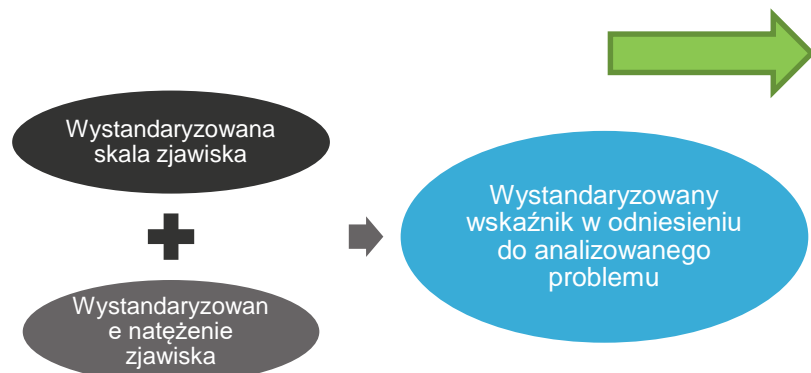 Wystandaryzowana
skala zjawiska
Wystandaryzowan
e natężenie
zjawiska
Wystandaryzowany
wskaźnik w odniesieniu
do analizowanego
problemu